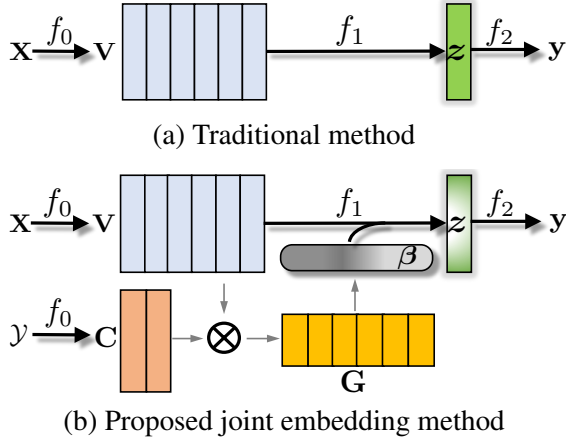 x f₀ V f₁ z f₂ y
(a) Traditional method
x f₀ V f₁ z f₂ y
β
𝒴 f₀ C ⊗
G
(b) Proposed joint embedding method